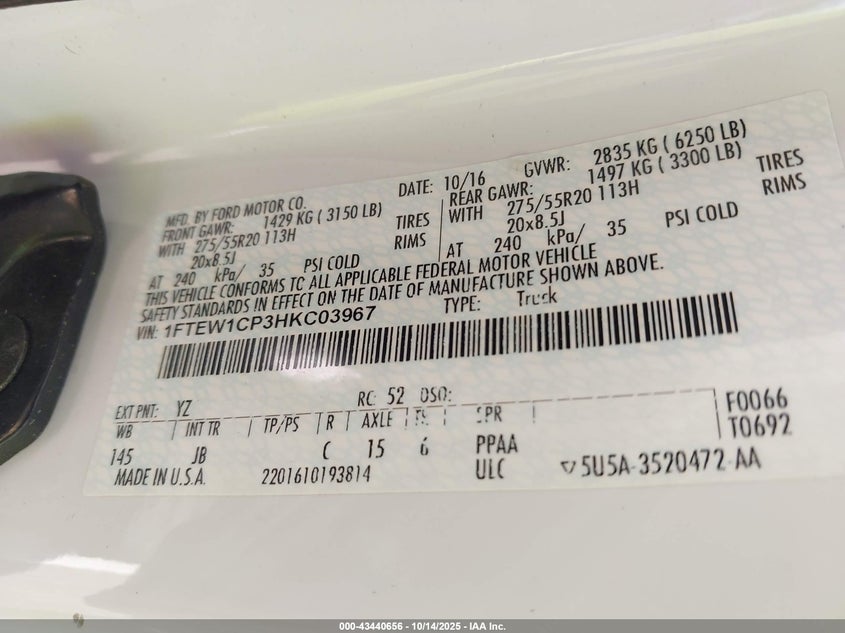 MFD. BY FORD MOTOR CO.
DATE: 10/16
GVWR: 2835 KG ( 6250 LB)
FRONT GAWR: 1429 KG ( 3150 LB)
REAR GAWR: 1497 KG ( 3300 LB)
WITH 275/55R20 113H TIRES
WITH 275/55R20 113H TIRES
20x8.5J RIMS
20x8.5J RIMS
AT 240 kPa/ 35 PSI COLD
AT 240 kPa/ 35 PSI COLD
THIS VEHICLE CONFORMS TO ALL APPLICABLE FEDERAL MOTOR VEHICLE
SAFETY STANDARDS IN EFFECT ON THE DATE OF MANUFACTURE SHOWN ABOVE.
VIN: 1FTEW1CP3HKC03967
TYPE: Truck
EXT PNT: YZ RC: 52 DSO: F0066
WB INT TR TP/PS R AXLE SPR T0692
145 JB C 15 6 PPAA
MADE IN U.S.A. 2201610193814 ULC 5U5A-3520472-AA
000-43440656 - 10/14/2025 - IAA Inc.